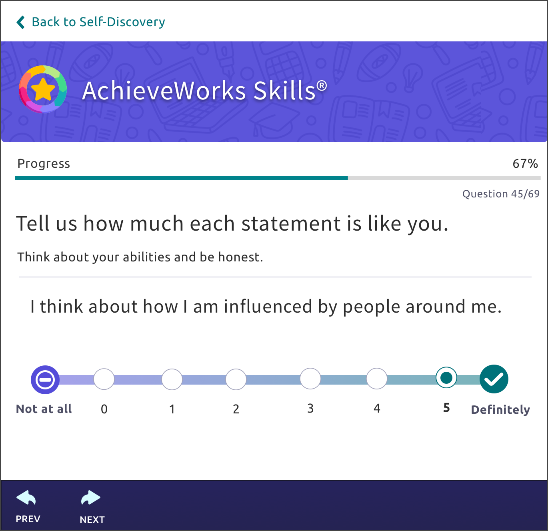 Back to Self-Discovery
AchieveWorks Skills®
Progress 67%
Question 45/69
Tell us how much each statement is like you.
Think about your abilities and be honest.
I think about how I am influenced by people around me.
Not at all 0 1 2 3 4 5 Definitely
PREV NEXT